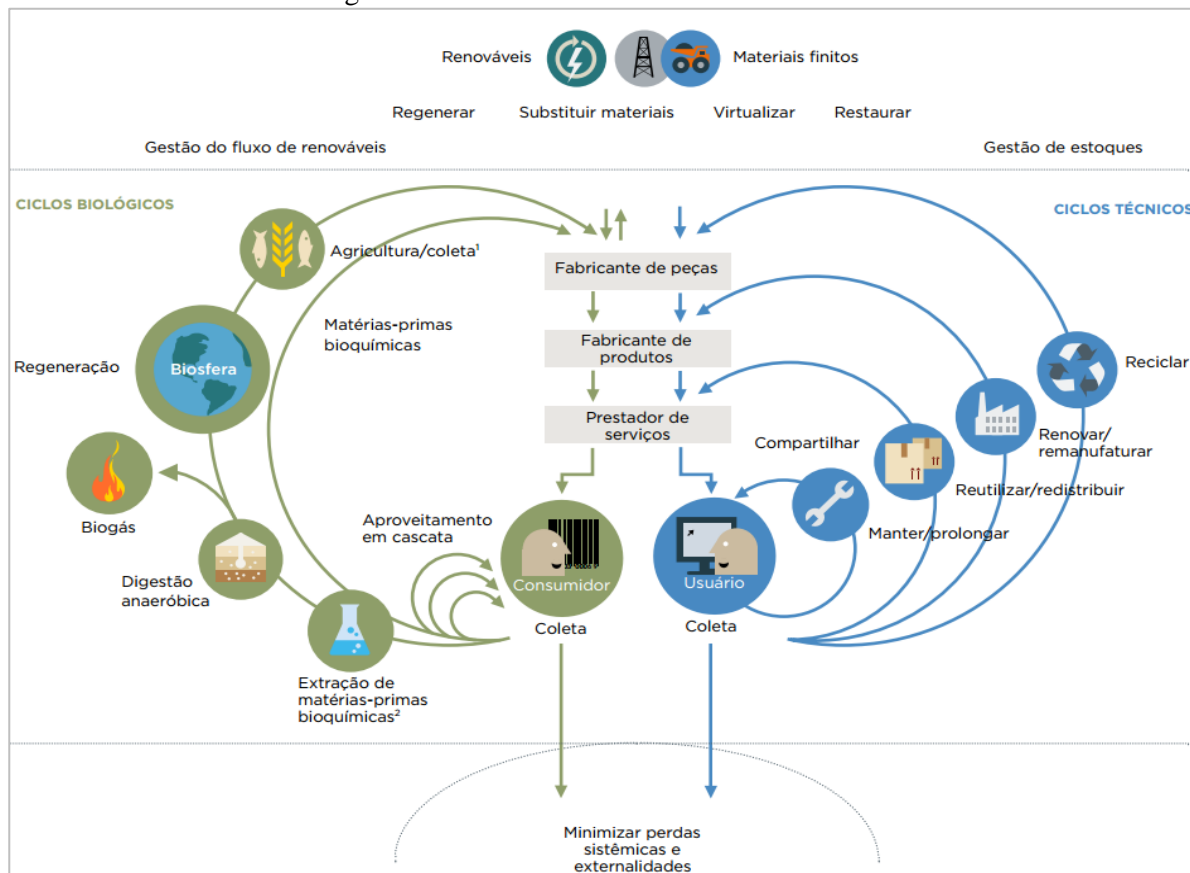 Renováveis
Materiais finitos
Regenerar
Substituir materiais
Virtualizar
Restaurar
Gestão do fluxo de renováveis
Gestão de estoques
CICLOS BIOLÓGICOS
CICLOS TÉCNICOS
Agricultura/coleta¹
Fabricante de peças
Matérias-primas
bioquímicas
Fabricante de
produtos
Regeneração
Biosfera
Reciclar
Prestador de
serviços
Compartilhar
Renovar/
remanufaturar
Reutilizar/redistribuir
Biogás
Aproveitamento
em cascata
Manter/prolongar
Digestão
anaeróbica
Consumidor
Usuário
Coleta
Coleta
Extração de
matérias-primas
bioquímicas²
Minimizar perdas
sistêmicas e
externalidades